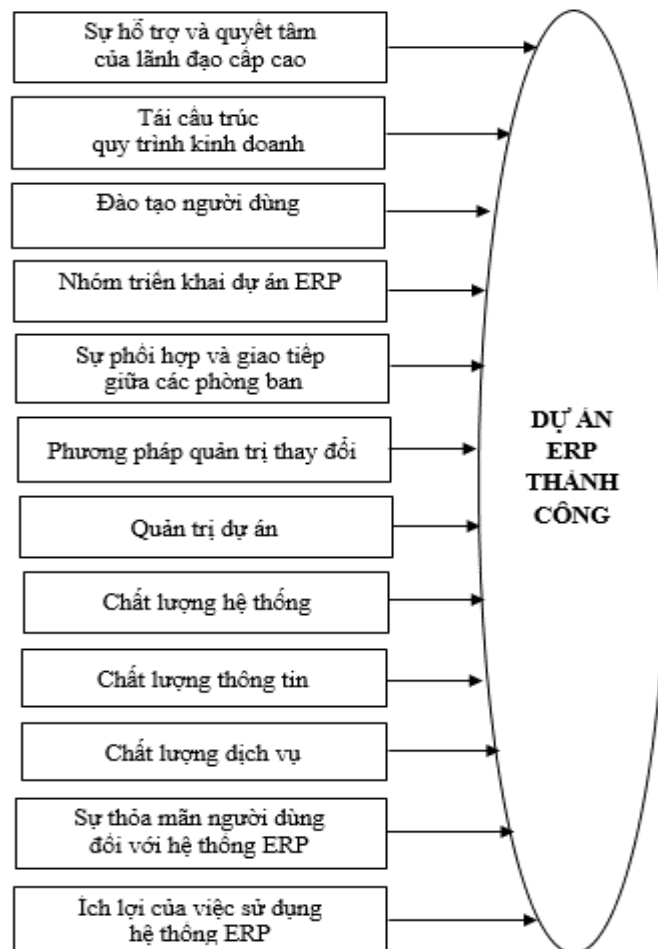 Sự hỗ trợ và quyết tâm
của lãnh đạo cấp cao
Tái cấu trúc
quy trình kinh doanh
Đào tạo người dùng
Nhóm triển khai dự án ERP
Sự phối hợp và giao tiếp
giữa các phòng ban
Phương pháp quản trị thay đổi
Quản trị dự án
Chất lượng hệ thống
Chất lượng thông tin
Chất lượng dịch vụ
Sự thỏa mãn người dùng
đối với hệ thống ERP
Ích lợi của việc sử dụng
hệ thống ERP
DỰ ÁN
ERP
THÀNH
CÔNG